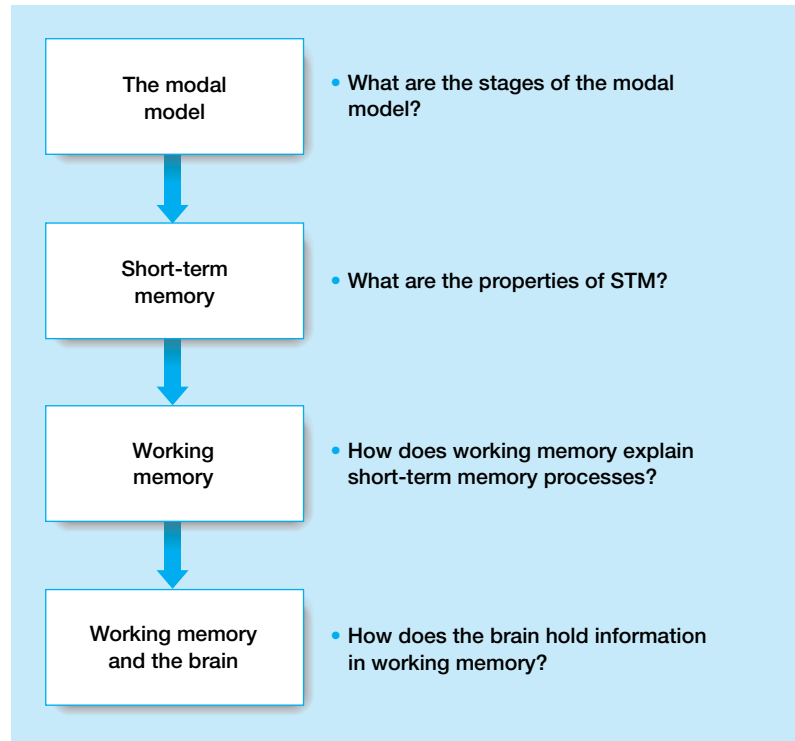 The modal
model
• What are the stages of the modal
model?
Short-term
memory
• What are the properties of STM?
Working
memory
• How does working memory explain
short-term memory processes?
Working memory
and the brain
• How does the brain hold information
in working memory?